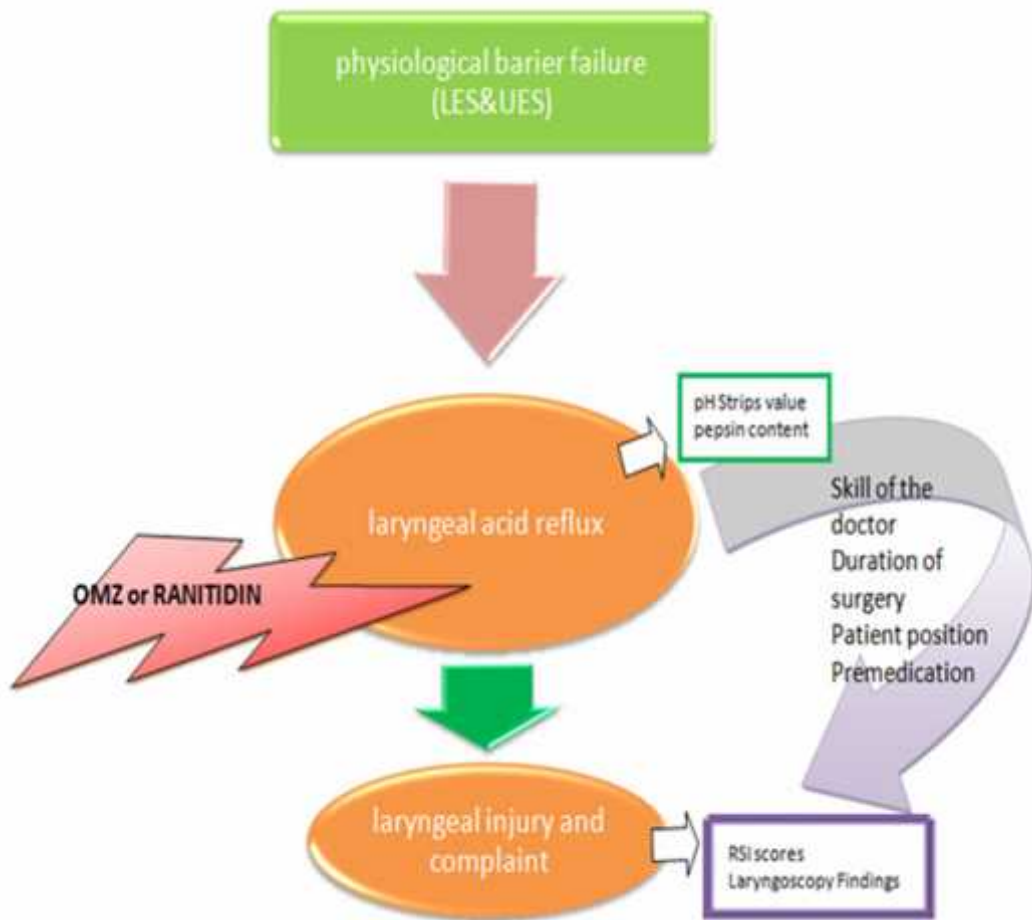 physiological barier failure
(LES&UES)
pH Strips value
pepsin content
laryngeal acid reflux
Skill of the
doctor
Duration of
surgery
Patient position
Premedication
OMZ or RANITIDIN
laryngeal injury and
complaint
RSI scores
Laryngoscopy Findings